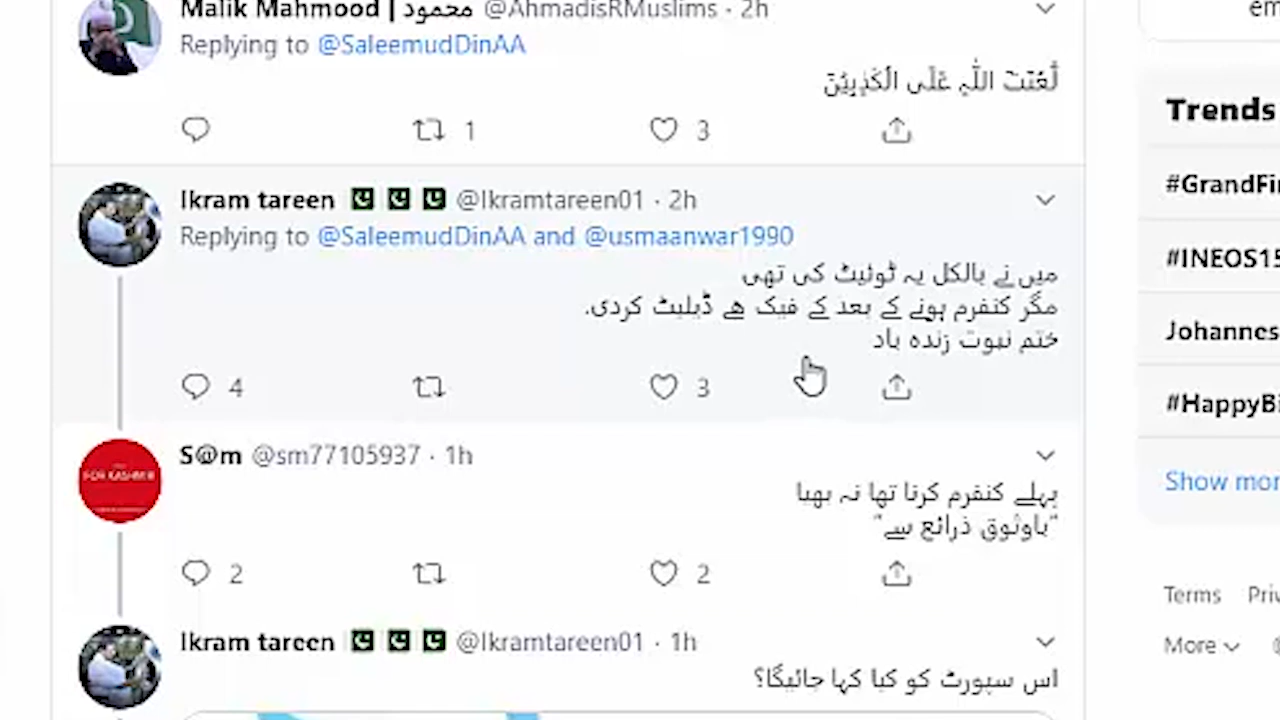 Malik Mahmood | محمود @AhmadisRMuslims · 2h
Replying to @SaleemudDinAA
لَّعْنَتَ اللّٰہِ عَلَی الْکٰذِبِیْنَ
1 3
Ikram tareen @Ikramtareen01 · 2h
Replying to @SaleemudDinAA and @usmaanwar1990
میں نے بالکل یہ ٹوئیٹ کی تھی
مگر کنفرم ہونے کے بعد کے فیک ھے ڈیلیٹ کردی.
ختم نبوت زندہ باد
4 3
S@m @sm77105937 · 1h
پہلے کنفرم کرنا تھا نہ بھیا
"باوثوق ذرائع سے"
2 2
Ikram tareen @Ikramtareen01 · 1h
اس سپورٹ کو کیا کہا جائیگا؟
em
Trends
#GrandFi
#INEOS15
Johannes
#HappyBi
Show mor
Terms Priv
More